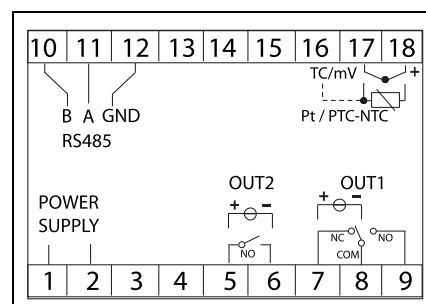 10 11 12 13 14 15 16 17 18
TC/mV +
B A GND
Pt / PTC-NTC
RS485
OUT2 OUT1
POWER
SUPPLY
+ - + -
NO NC COM NO
1 2 3 4 5 6 7 8 9